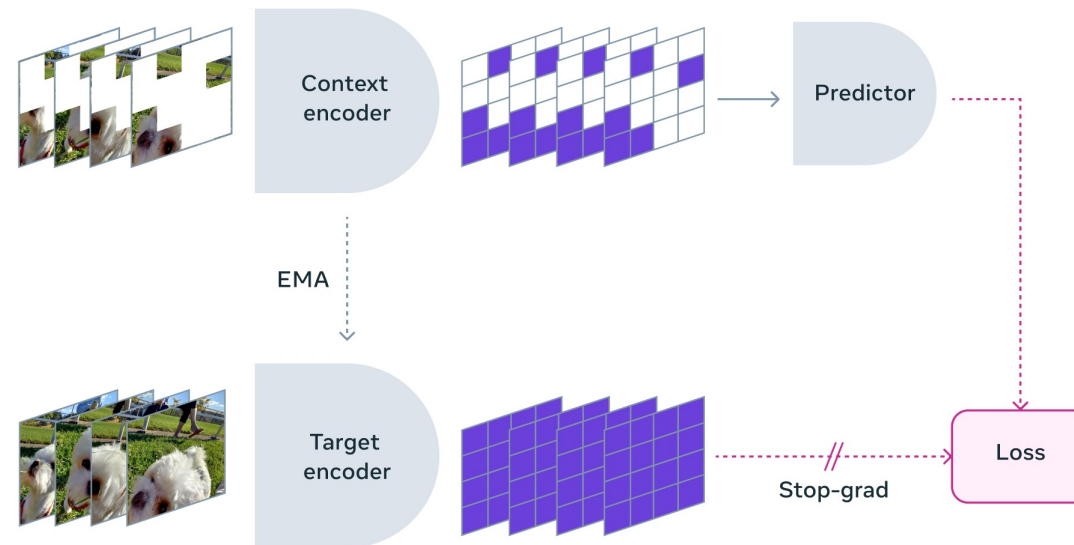 Context
encoder
Predictor
EMA
Target
encoder
Stop-grad
Loss